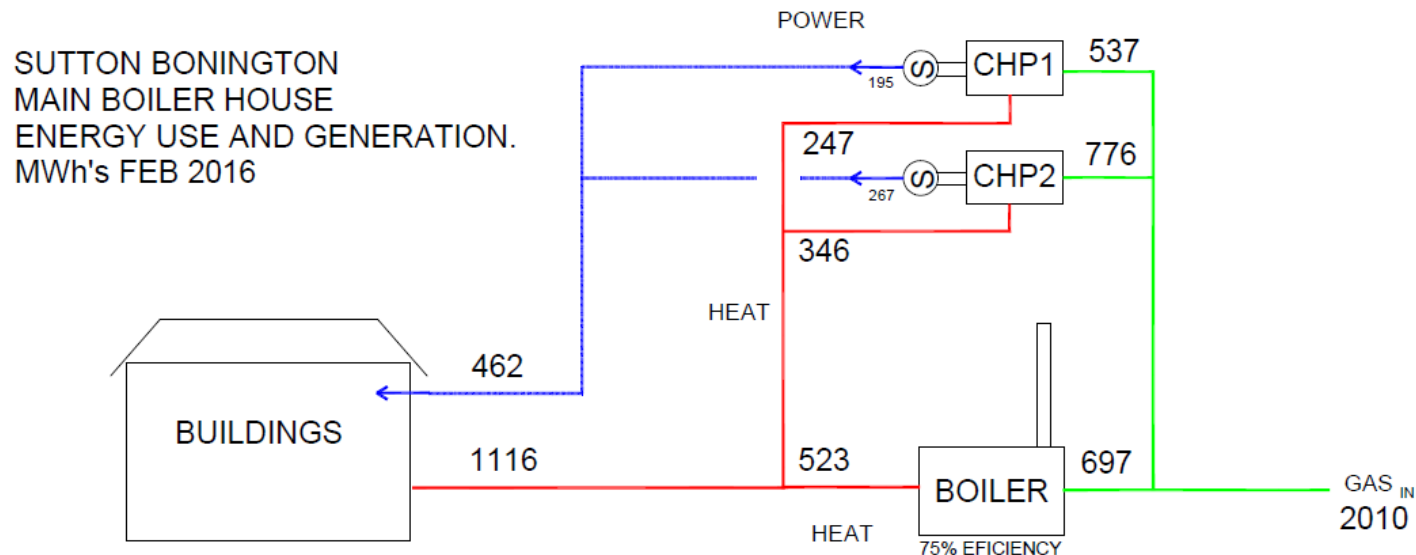 SUTTON BONINGTON
MAIN BOILER HOUSE
ENERGY USE AND GENERATION.
MWh's FEB 2016
POWER
195
S
CHP1
537
247
267
S
CHP2
776
346
HEAT
462
BUILDINGS
1116
523
BOILER
697
GAS IN
2010
HEAT
75% EFICIENCY